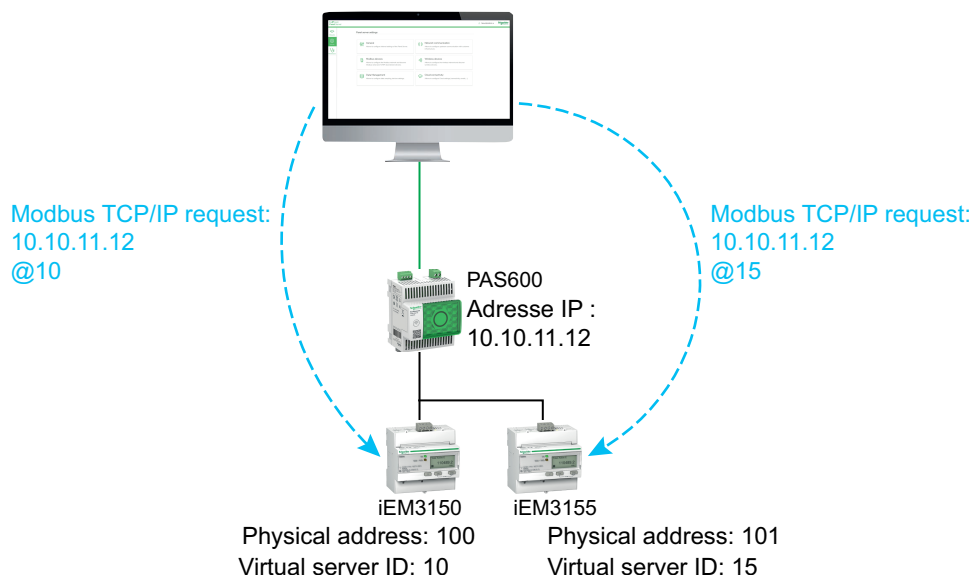 Modbus TCP/IP request:
10.10.11.12
@10
Modbus TCP/IP request:
10.10.11.12
@15
PAS600
Adresse IP :
10.10.11.12
iEM3150
Physical address: 100
Virtual server ID: 10
iEM3155
Physical address: 101
Virtual server ID: 15